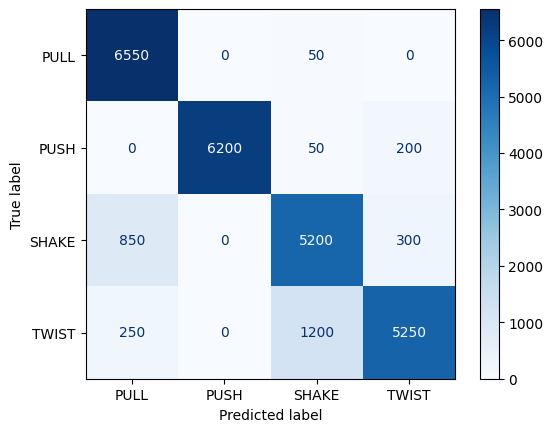 PULL 6550 0 50 0
PUSH 0 6200 50 200
SHAKE 850 0 5200 300
TWIST 250 0 1200 5250
PULL PUSH SHAKE TWIST
Predicted label
True label
6000
5000
4000
3000
2000
1000
0